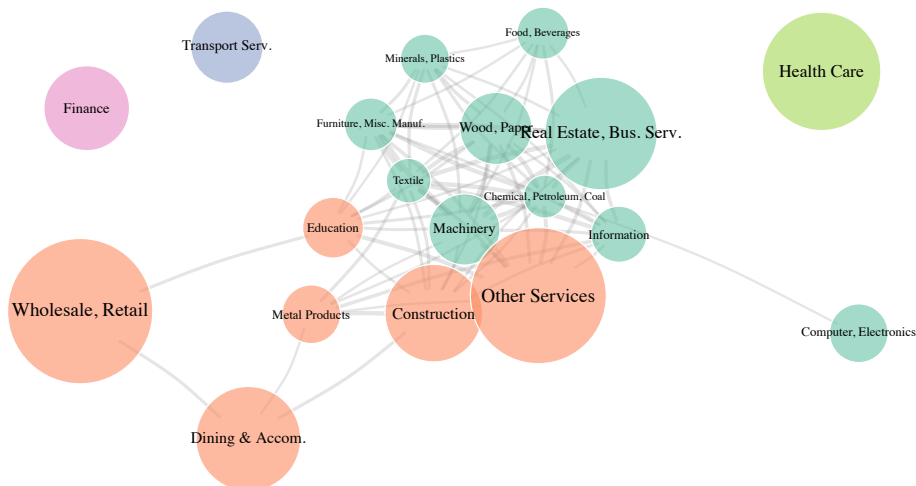 Food, Beverages
Transport Serv.
Minerals, Plastics
Health Care
Finance
Furniture, Misc. Manuf.
Wood, Paper
Real Estate, Bus. Serv.
Textile
Chemical, Petroleum, Coal
Education
Machinery
Information
Other Services
Wholesale, Retail
Metal Products
Construction
Computer, Electronics
Dining & Accom.